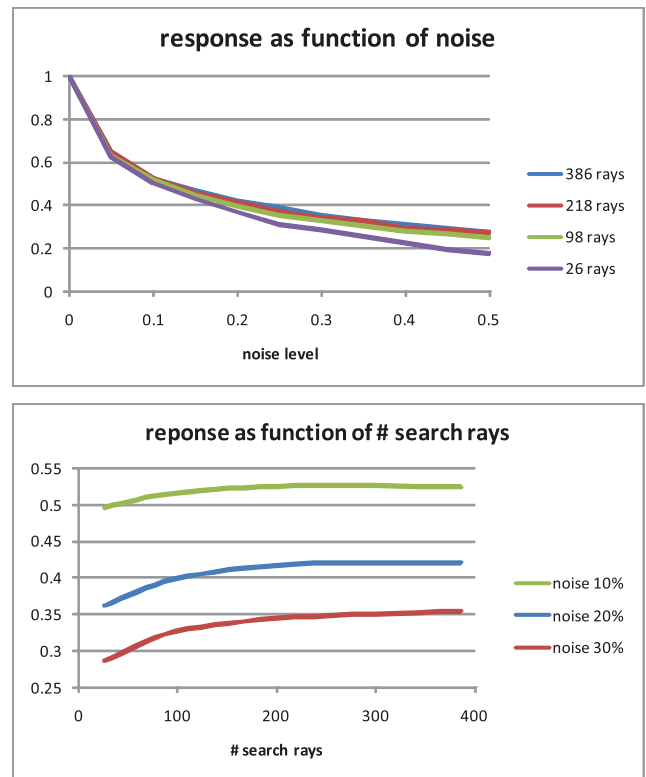 response as function of noise
1
0.8
0.6
0.4
0.2
0
0 0.1 0.2 0.3 0.4 0.5
noise level
386 rays
218 rays
98 rays
26 rays
reponse as function of # search rays
0.55
0.5
0.45
0.4
0.35
0.3
0.25
0 100 200 300 400
# search rays
noise 10%
noise 20%
noise 30%